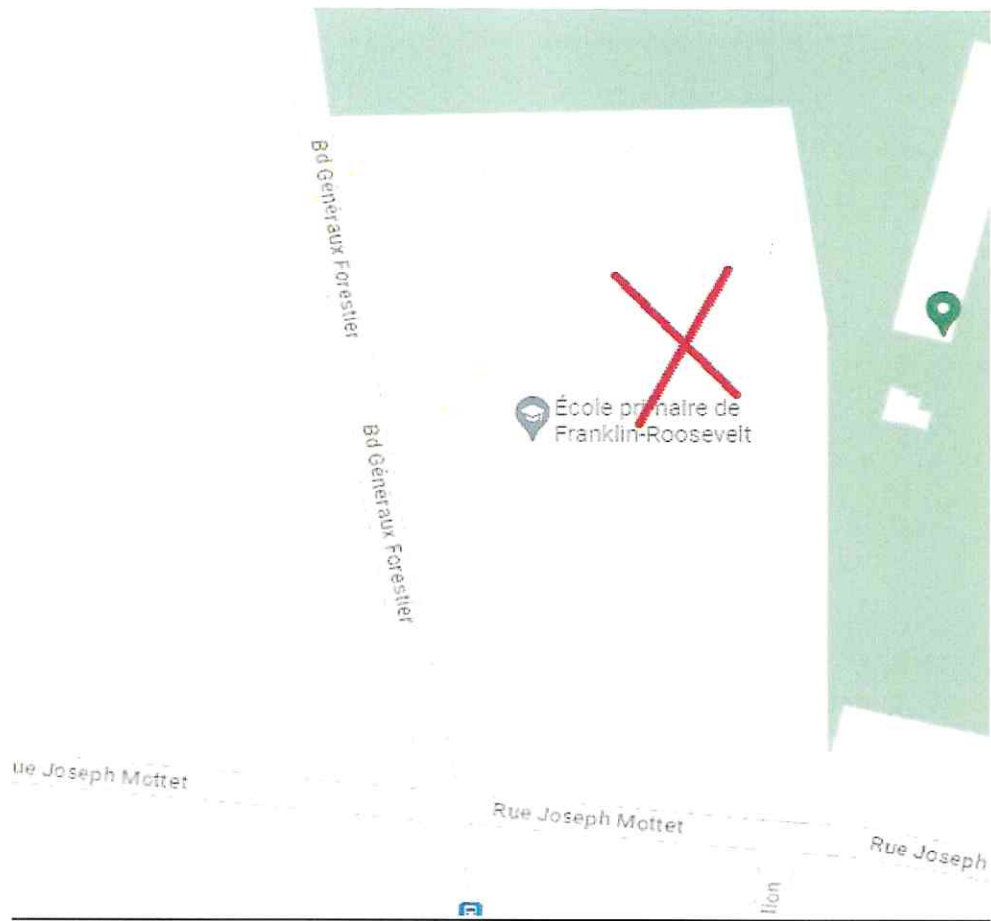 Bd Généraux Forestier
École primaire de
Franklin-Roosevelt
Bd Généraux Forestier
ue Joseph Mottet
Rue Joseph Mottet
Rue Joseph
lion